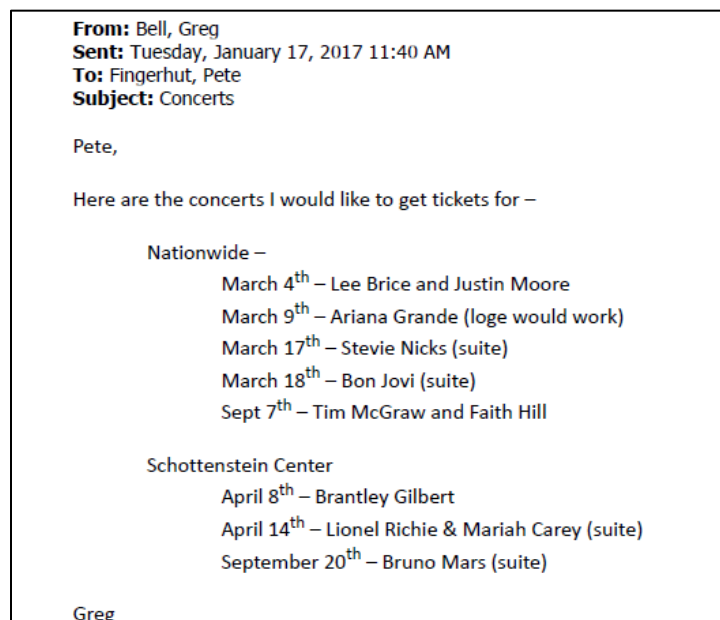 From: Bell, Greg
Sent: Tuesday, January 17, 2017 11:40 AM
To: Fingerhut, Pete
Subject: Concerts
Pete,
Here are the concerts I would like to get tickets for –
Nationwide –
March 4th – Lee Brice and Justin Moore
March 9th – Ariana Grande (loge would work)
March 17th – Stevie Nicks (suite)
March 18th – Bon Jovi (suite)
Sept 7th – Tim McGraw and Faith Hill
Schottenstein Center
April 8th – Brantley Gilbert
April 14th – Lionel Richie & Mariah Carey (suite)
September 20th – Bruno Mars (suite)
Greg